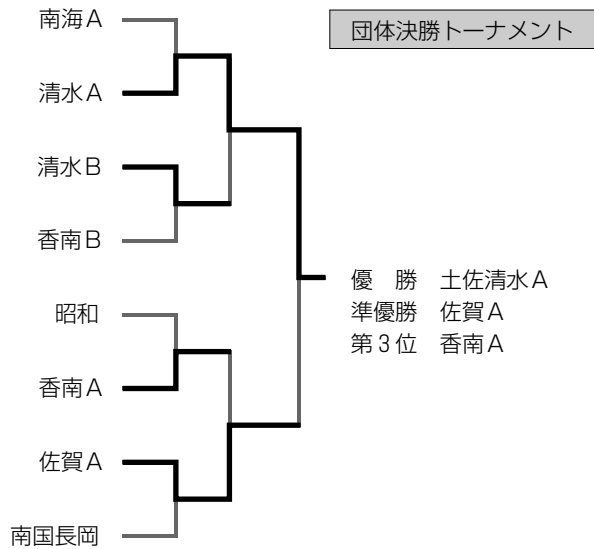 団体決勝トーナメント
南海A
清水A
清水B
香南B
昭和
香南A
佐賀A
南国長岡
優　勝　土佐清水A
準優勝　佐賀A
第3位　香南A